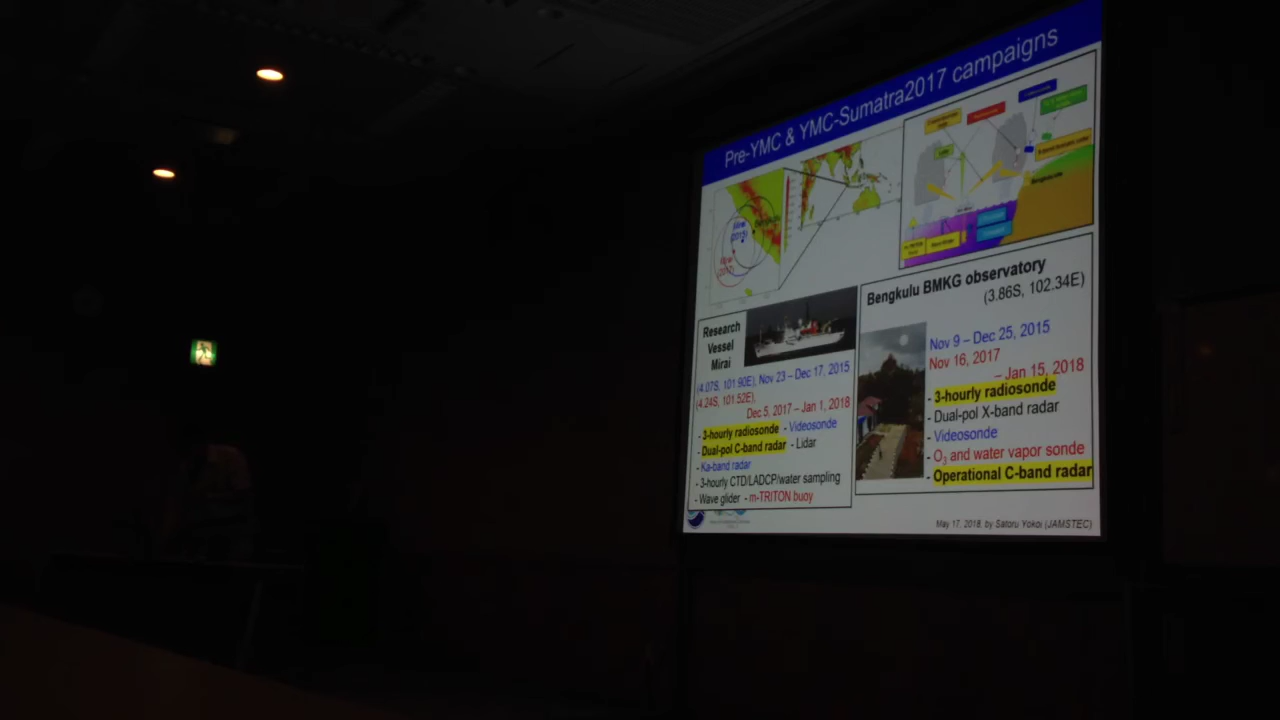 Pre-YMC & YMC-Sumatra2017 campaigns
Mirai
(2015)
(2017)
Bengkulu
Research
Vessel
Mirai
(4.07S, 101.90E), Nov 23 – Dec 17, 2015
(4.24S, 101.52E),
Dec 5, 2017 – Jan 1, 2018
- 3-hourly radiosonde - Videosonde
- Dual-pol C-band radar - Lidar
- Ka-band radar
- 3-hourly CTD/LADCP/water sampling
- Wave glider - m-TRITON buoy
Bengkulu BMKG observatory
(3.86S, 102.34E)
Nov 9 – Dec 25, 2015
Nov 16, 2017
– Jan 15, 2018
- 3-hourly radiosonde
- Dual-pol X-band radar
- Videosonde
- O3 and water vapor sonde
- Operational C-band radar
May 17, 2018, by Satoru Yokoi (JAMSTEC)